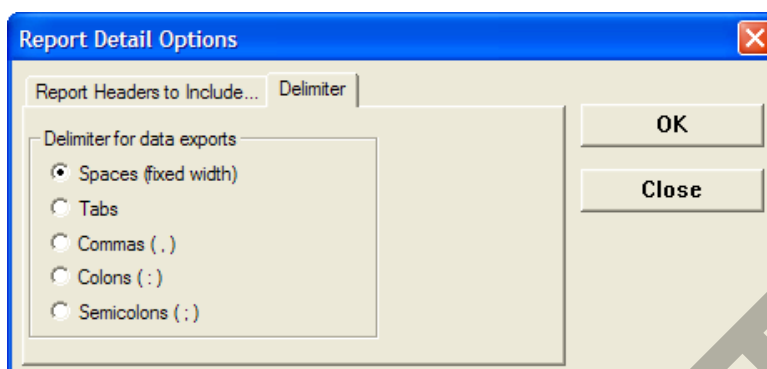 Report Detail Options
Report Headers to Include... Delimiter
Delimiter for data exports
Spaces (fixed width)
Tabs
Commas ( , )
Colons ( : )
Semicolons ( ; )
OK
Close